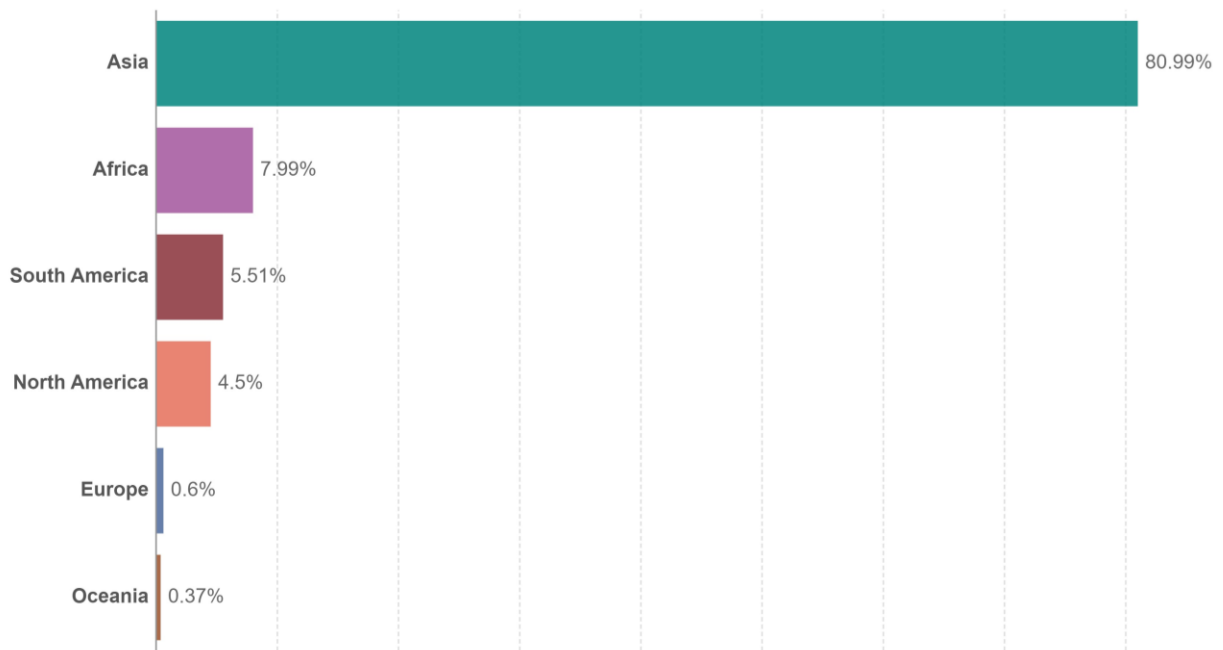 Asia 80.99%
Africa 7.99%
South America 5.51%
North America 4.5%
Europe 0.6%
Oceania 0.37%